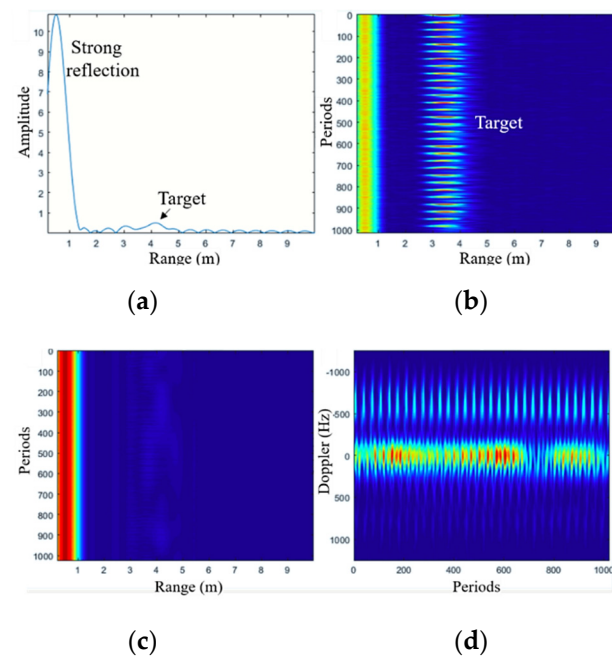 10
9
8
7
6
5
4
3
2
1
Amplitude
Strong
reflection
Target
1 2 3 4 5 6 7 8 9
Range (m)
(a)
0
100
200
300
400
500
600
700
800
900
1000
Periods
Target
1 2 3 4 5 6 7 8 9
Range (m)
(b)
0
100
200
300
400
500
600
700
800
900
1000
Periods
1 2 3 4 5 6 7 8 9
Range (m)
(c)
-1000
-500
0
500
1000
Doppler (Hz)
0 200 400 600 800 1000
Periods
(d)